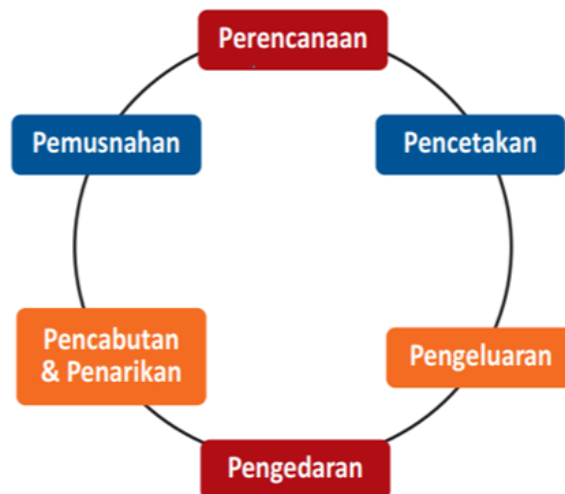 Perencanaan
Pencetakan
Pengeluaran
Pengedaran
Pencabutan
& Penarikan
Pemusnahan